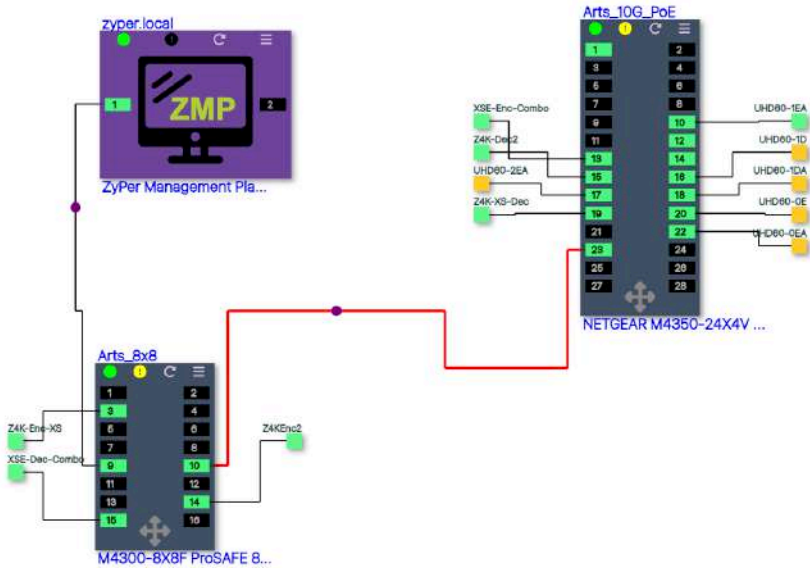 zyper.local
1 ZMP 2
ZyPer Management Pla...
Arts_10G_PoE
1 2
3 4
5 6
7 8
9 10
11 12
13 14
15 16
17 18
19 20
21 22
23 24
25 26
27 28
NETGEAR M4350-24X4V ...
XSE-Enc-Combo
Z4K-Dec2
UHD60-2EA
Z4K-XS-Dec
UHD60-1EA
UHD60-1D
UHD60-1DA
UHD60-0E
UHD60-0EA
Arts_8x8
1 2
3 4
5 6
7 8
9 10
11 12
13 14
15 16
M4300-8X8F ProSAFE 8...
Z4K-Enc-XS
XSE-Dec-Combo
Z4KEnc2